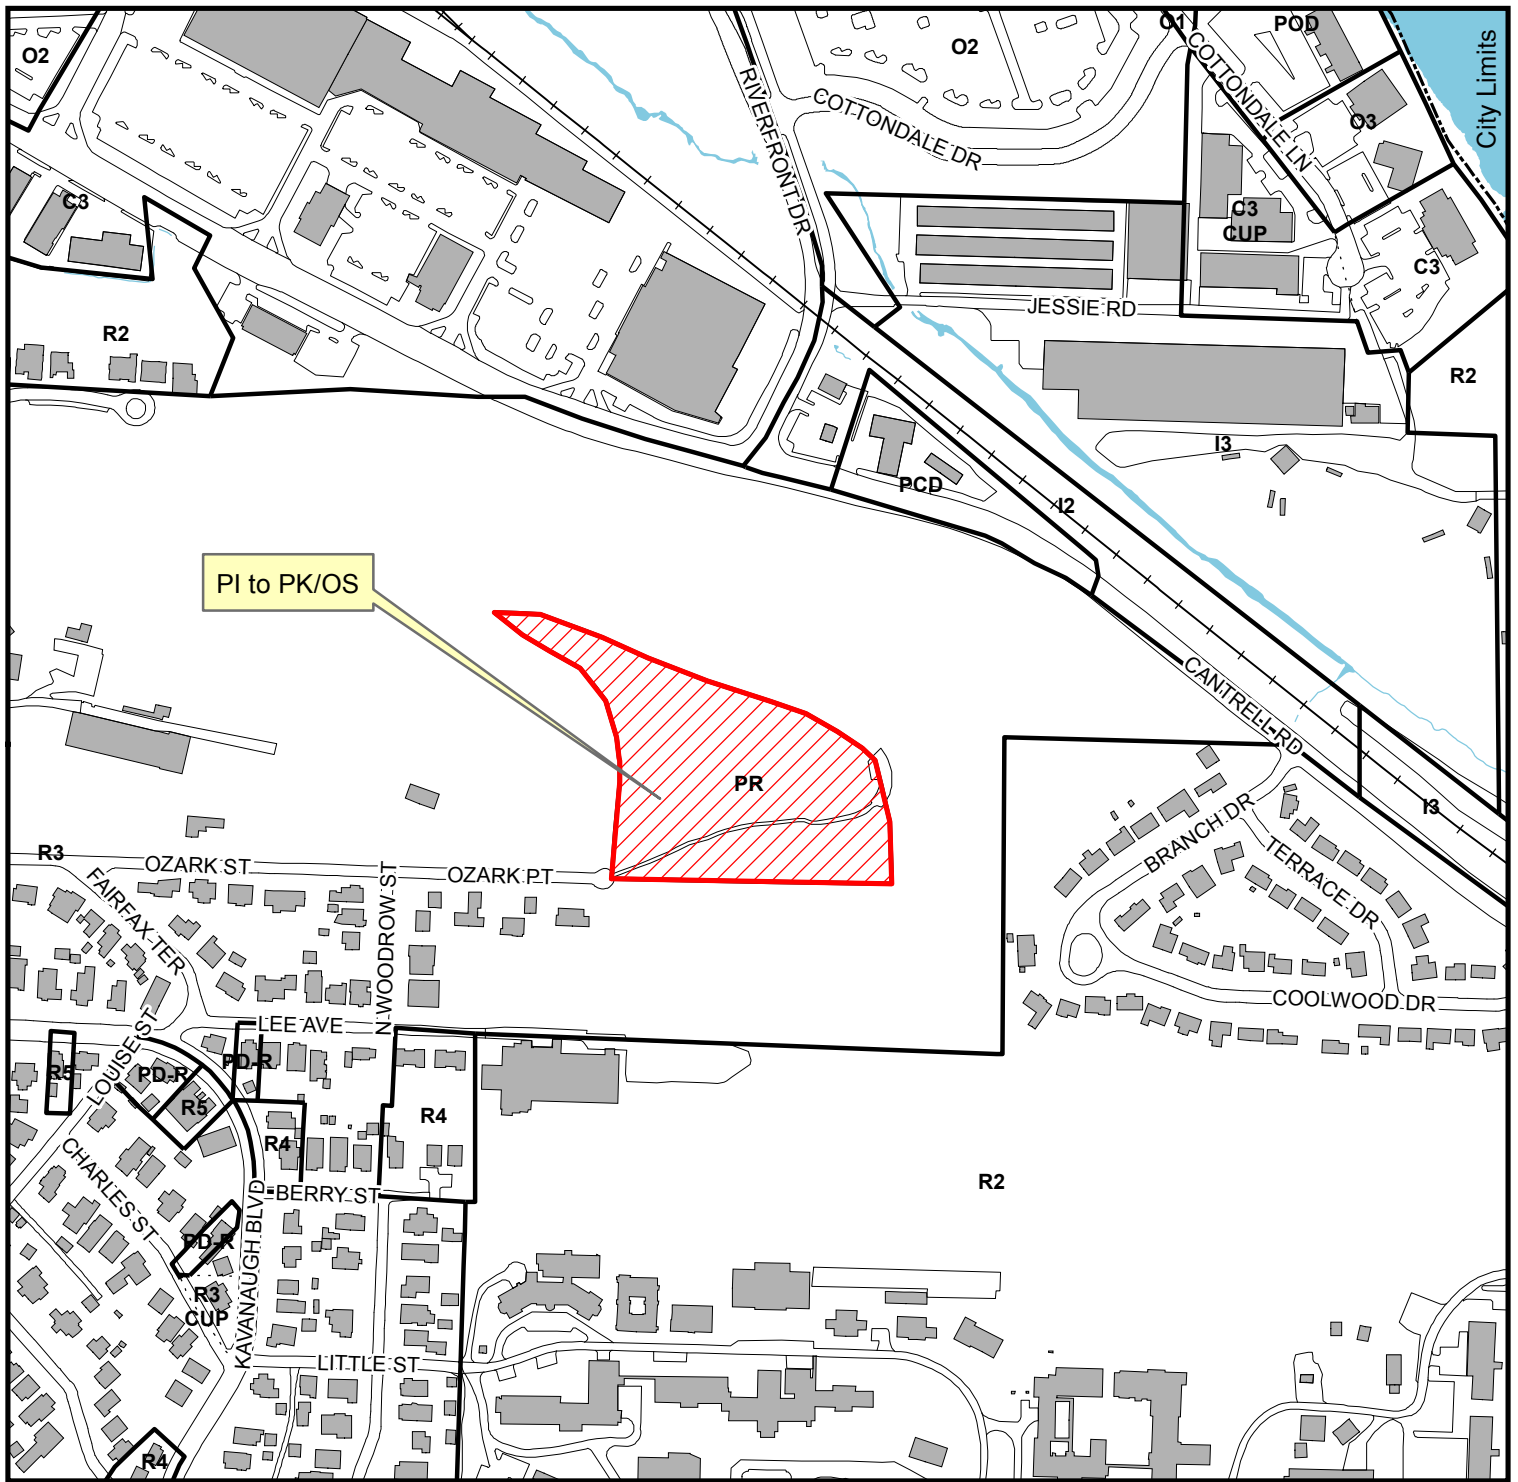 O2
O2
O1
POD
City Limits
COTTONDALE LN
COTTONDALE DR
RIVERFRONT DR
O3
C3
C3
CUP
C3
JESSIE RD
R2
R2
I3
PCD
I2
PI to PK/OS
CANTRELL RD
PR
I3
BRANCH DR
TERRACE DR
R3
OZARK ST
OZARK PT
N WOODROW ST
FAIRFAX TER
COOLWOOD DR
LEE AVE
LOUISE ST
R5
PD-R
PD-R
R5
R4
R4
CHARLES ST
BERRY ST
R2
PD-R
KAVANAUGH BLVD
R3
CUP
LITTLE ST
R4